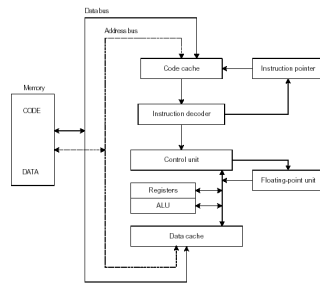 Data bus
Address bus
Code cache
Instruction pointer
Memory
CODE
Instruction decoder
Control unit
DATA
Registers
Floating-point unit
ALU
Data cache